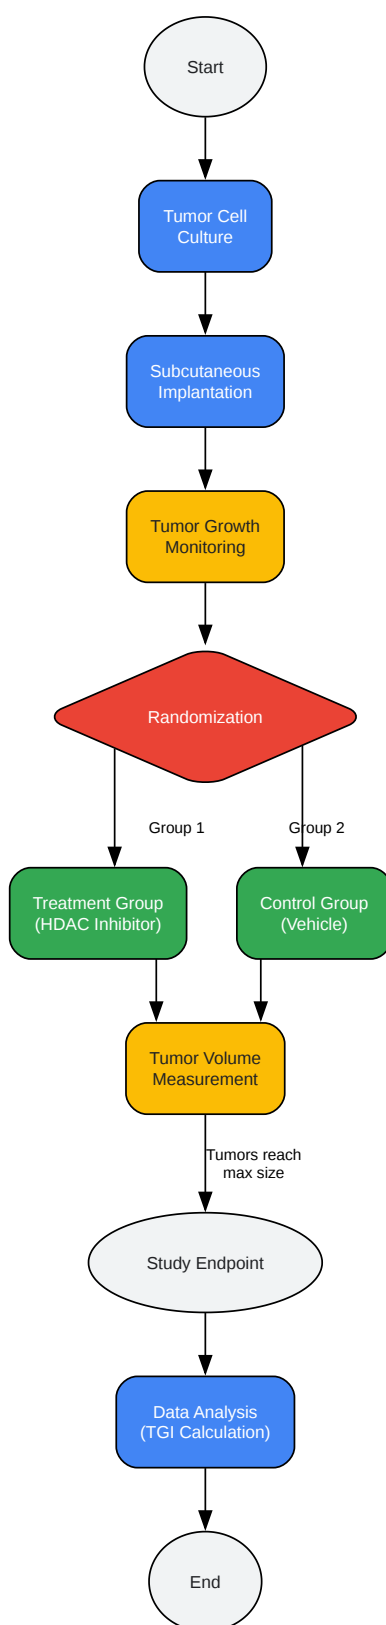 Start
Tumor Cell
Culture
Subcutaneous
Implantation
Tumor Growth
Monitoring
Randomization
Group 1
Group 2
Treatment Group
(HDAC Inhibitor)
Control Group
(Vehicle)
Tumor Volume
Measurement
Tumors reach
max size
Study Endpoint
Data Analysis
(TGI Calculation)
End